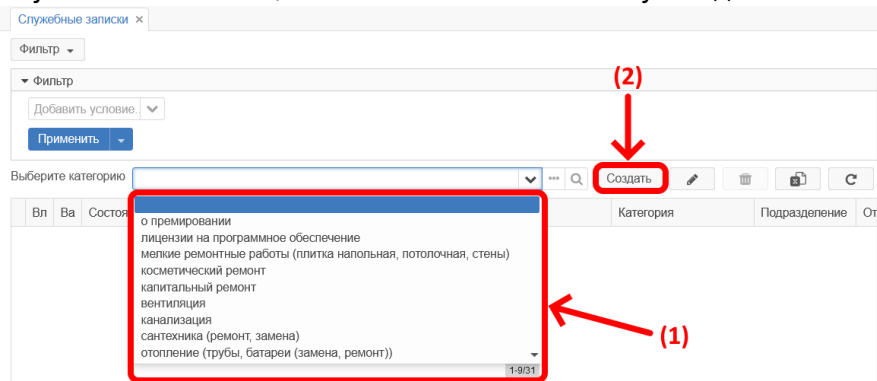 Служебные записки ×
Фильтр
Фильтр
(2)
Добавить условие.
Применить
Выберите категорию
Создать
Вл Ва Категория Подразделение
о премировании
лицензии на программное обеспечение
мелкие ремонтные работы (плитка напольная, потолочная, стены)
косметический ремонт
капитальный ремонт
вентиляция
канализация
(1)
сантехника (ремонт, замена)
отопление (трубы, батареи (замена, ремонт))
1-9/31